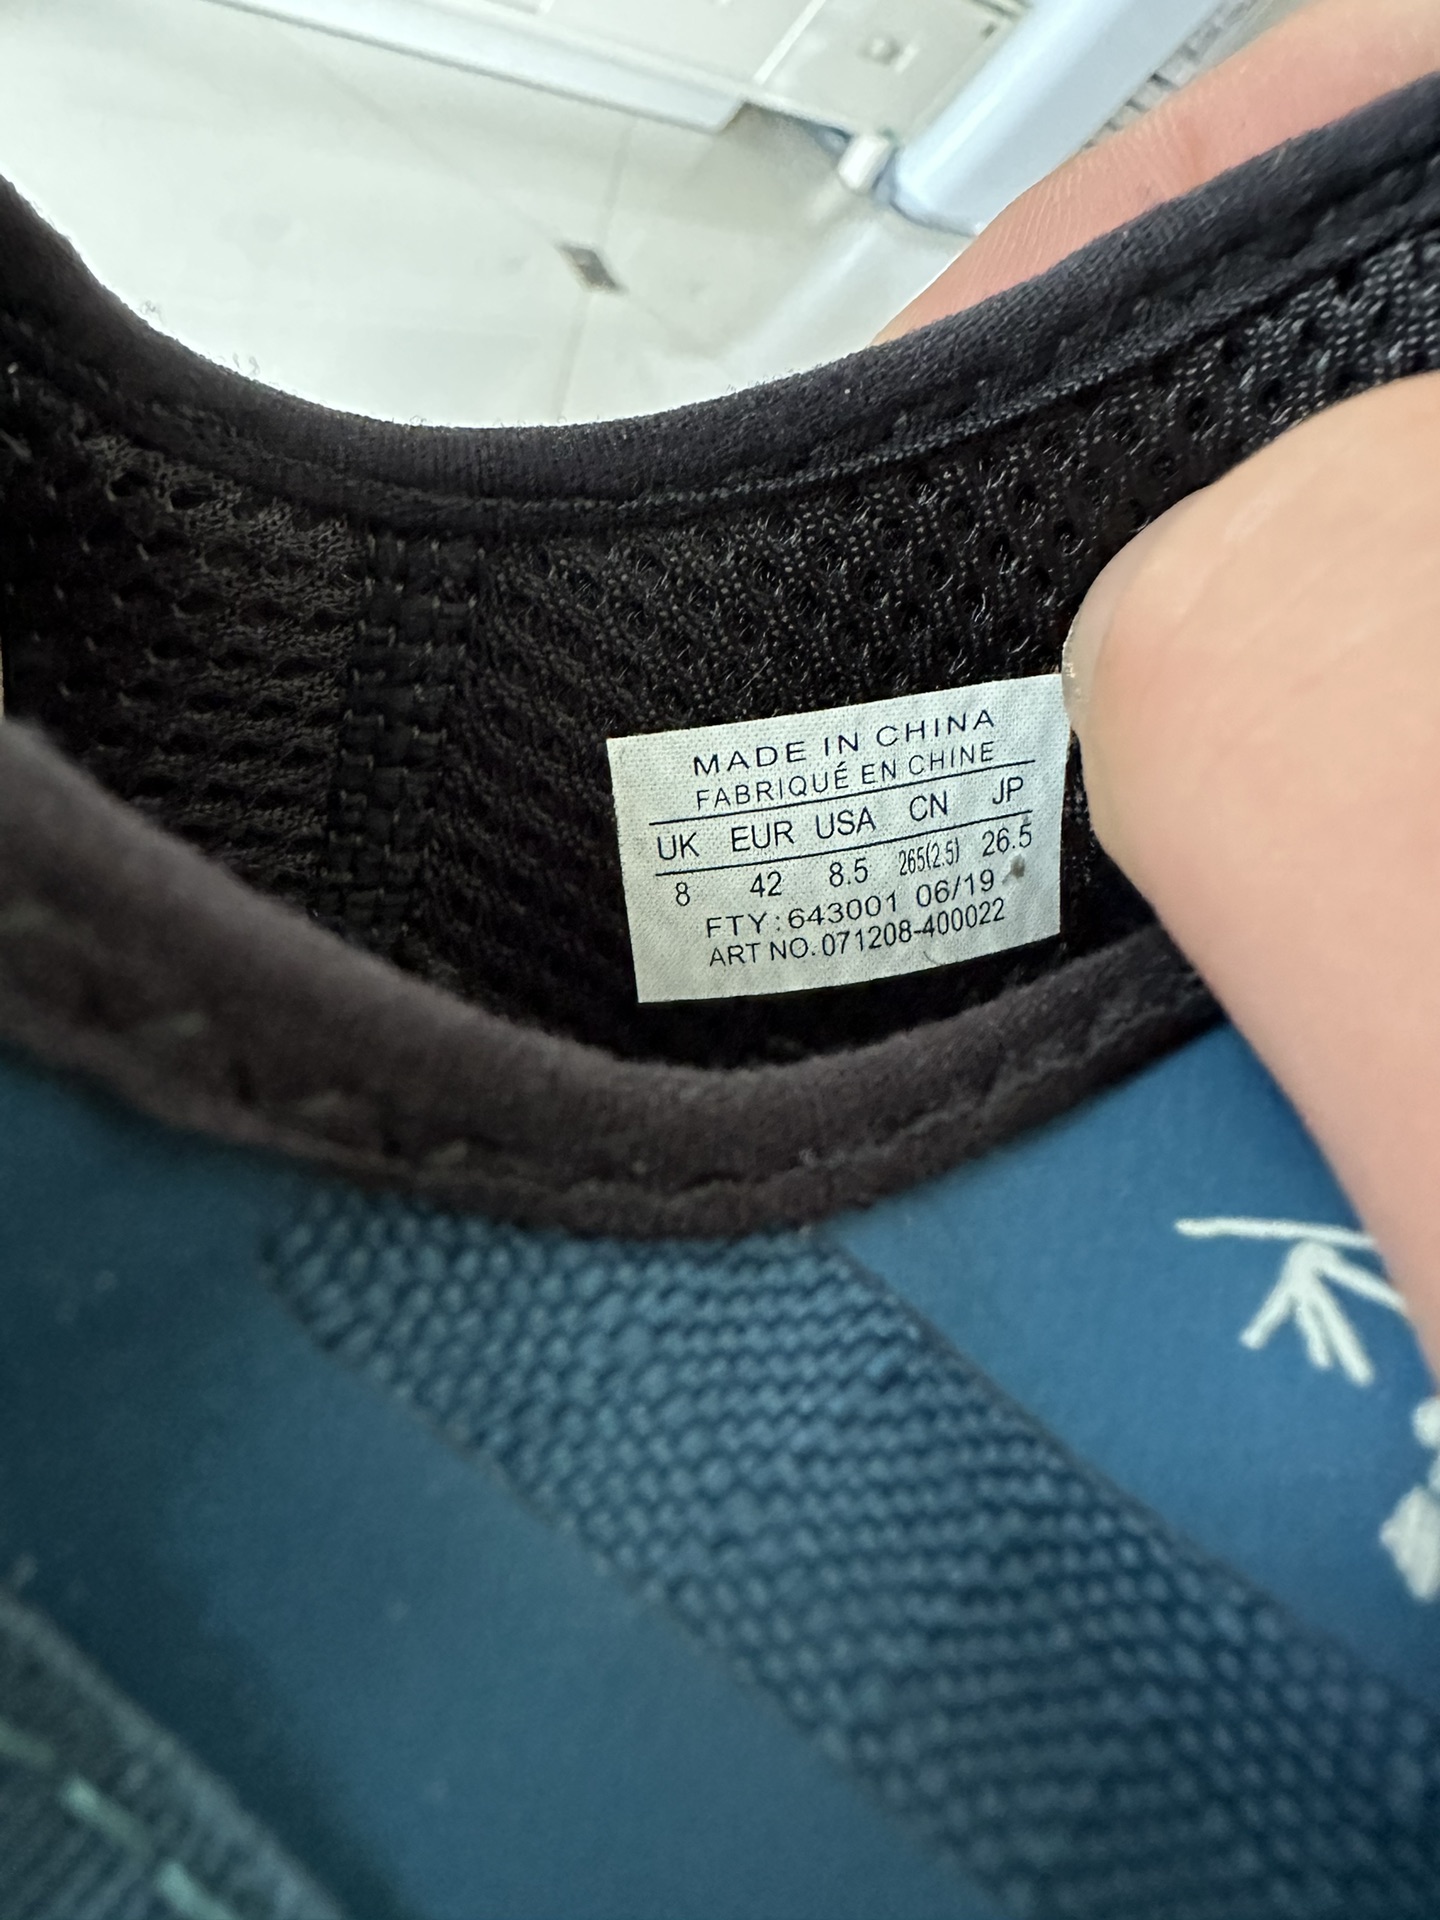 MADE IN CHINA
FABRIQUÉ EN CHINE
UK EUR USA CN JP
8 42 8.5 265(2.5) 26.5
FTY:643001 06/19
ART NO.071208-400022